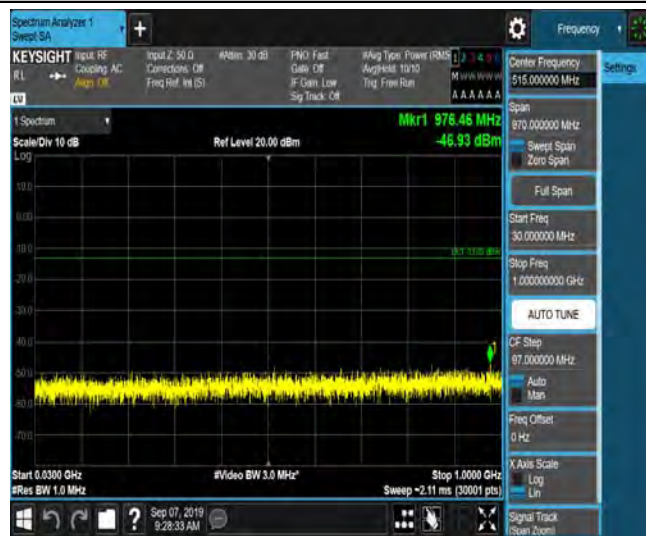 Spectrum Analyzer 1
Swept SA
+
Frequency
KEYSIGHT
RL
LV
Input: RF
Coupling: AC
Align: Off
Input Z: 50 Ω
Corrections: Off
Freq Ref: Int (S)
#Atten: 30 dB
PNO: Fast
Gate: Off
IF Gain: Low
Sig Track: Off
#Avg Type: Power (RMS
Avg|Hold: 10/10
Trig: Free Run
1 2 3 4 5 6
M W W W W W
A A A A A A
1 Spectrum
Scale/Div 10 dB
Log
Ref Level 20.00 dBm
Mkr1 976.46 MHz
-46.93 dBm
10.0
0.00
-10.0
-20.0
-30.0
-40.0
-50.0
-60.0
-70.0
DL1 -13.00 dBm
1
Start 0.0300 GHz
#Res BW 1.0 MHz
#Video BW 3.0 MHz*
Stop 1.0000 GHz
Sweep ~2.11 ms (30001 pts)
Sep 07, 2019
9:28:33 AM
Center Frequency
515.000000 MHz
Settings
Span
970.000000 MHz
Swept Span
Zero Span
Full Span
Start Freq
30.000000 MHz
Stop Freq
1.000000000 GHz
AUTO TUNE
CF Step
97.000000 MHz
Auto
Man
Freq Offset
0 Hz
X Axis Scale
Log
Lin
Signal Track
(Span Zoom)